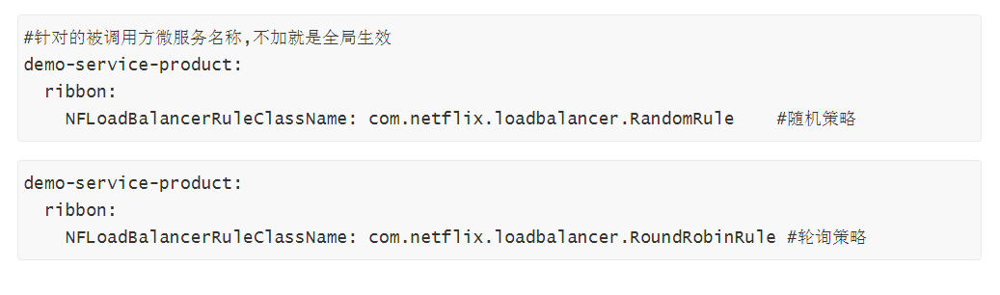 #针对的被调用方微服务名称,不加就是全局生效
demo-service-product:
  ribbon:
    NFLoadBalancerRuleClassName: com.netflix.loadbalancer.RandomRule    #随机策略
demo-service-product:
  ribbon:
    NFLoadBalancerRuleClassName: com.netflix.loadbalancer.RoundRobinRule #轮询策略